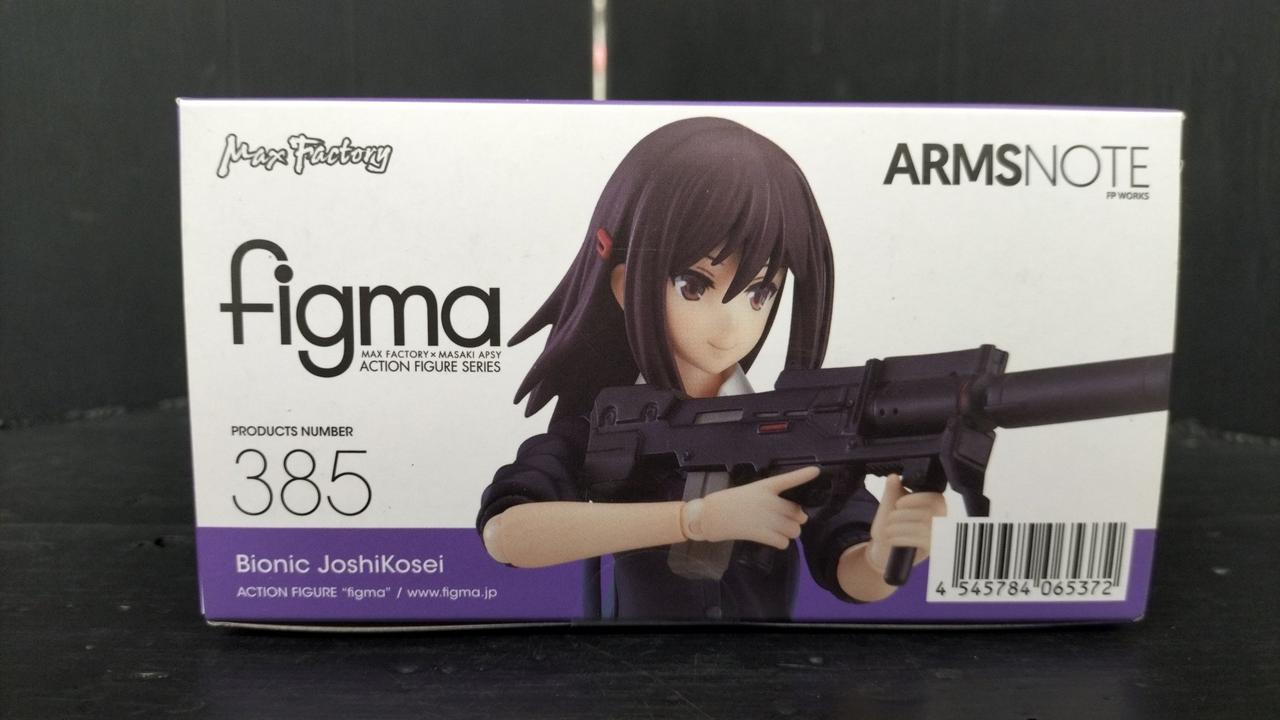 Max Factory
ARMSNOTE
FP WORKS
figma
MAX FACTORY × MASAKI APSY
ACTION FIGURE SERIES
PRODUCTS NUMBER
385
Bionic JoshiKosei
ACTION FIGURE "figma" / www.figma.jp
4 545784 065372